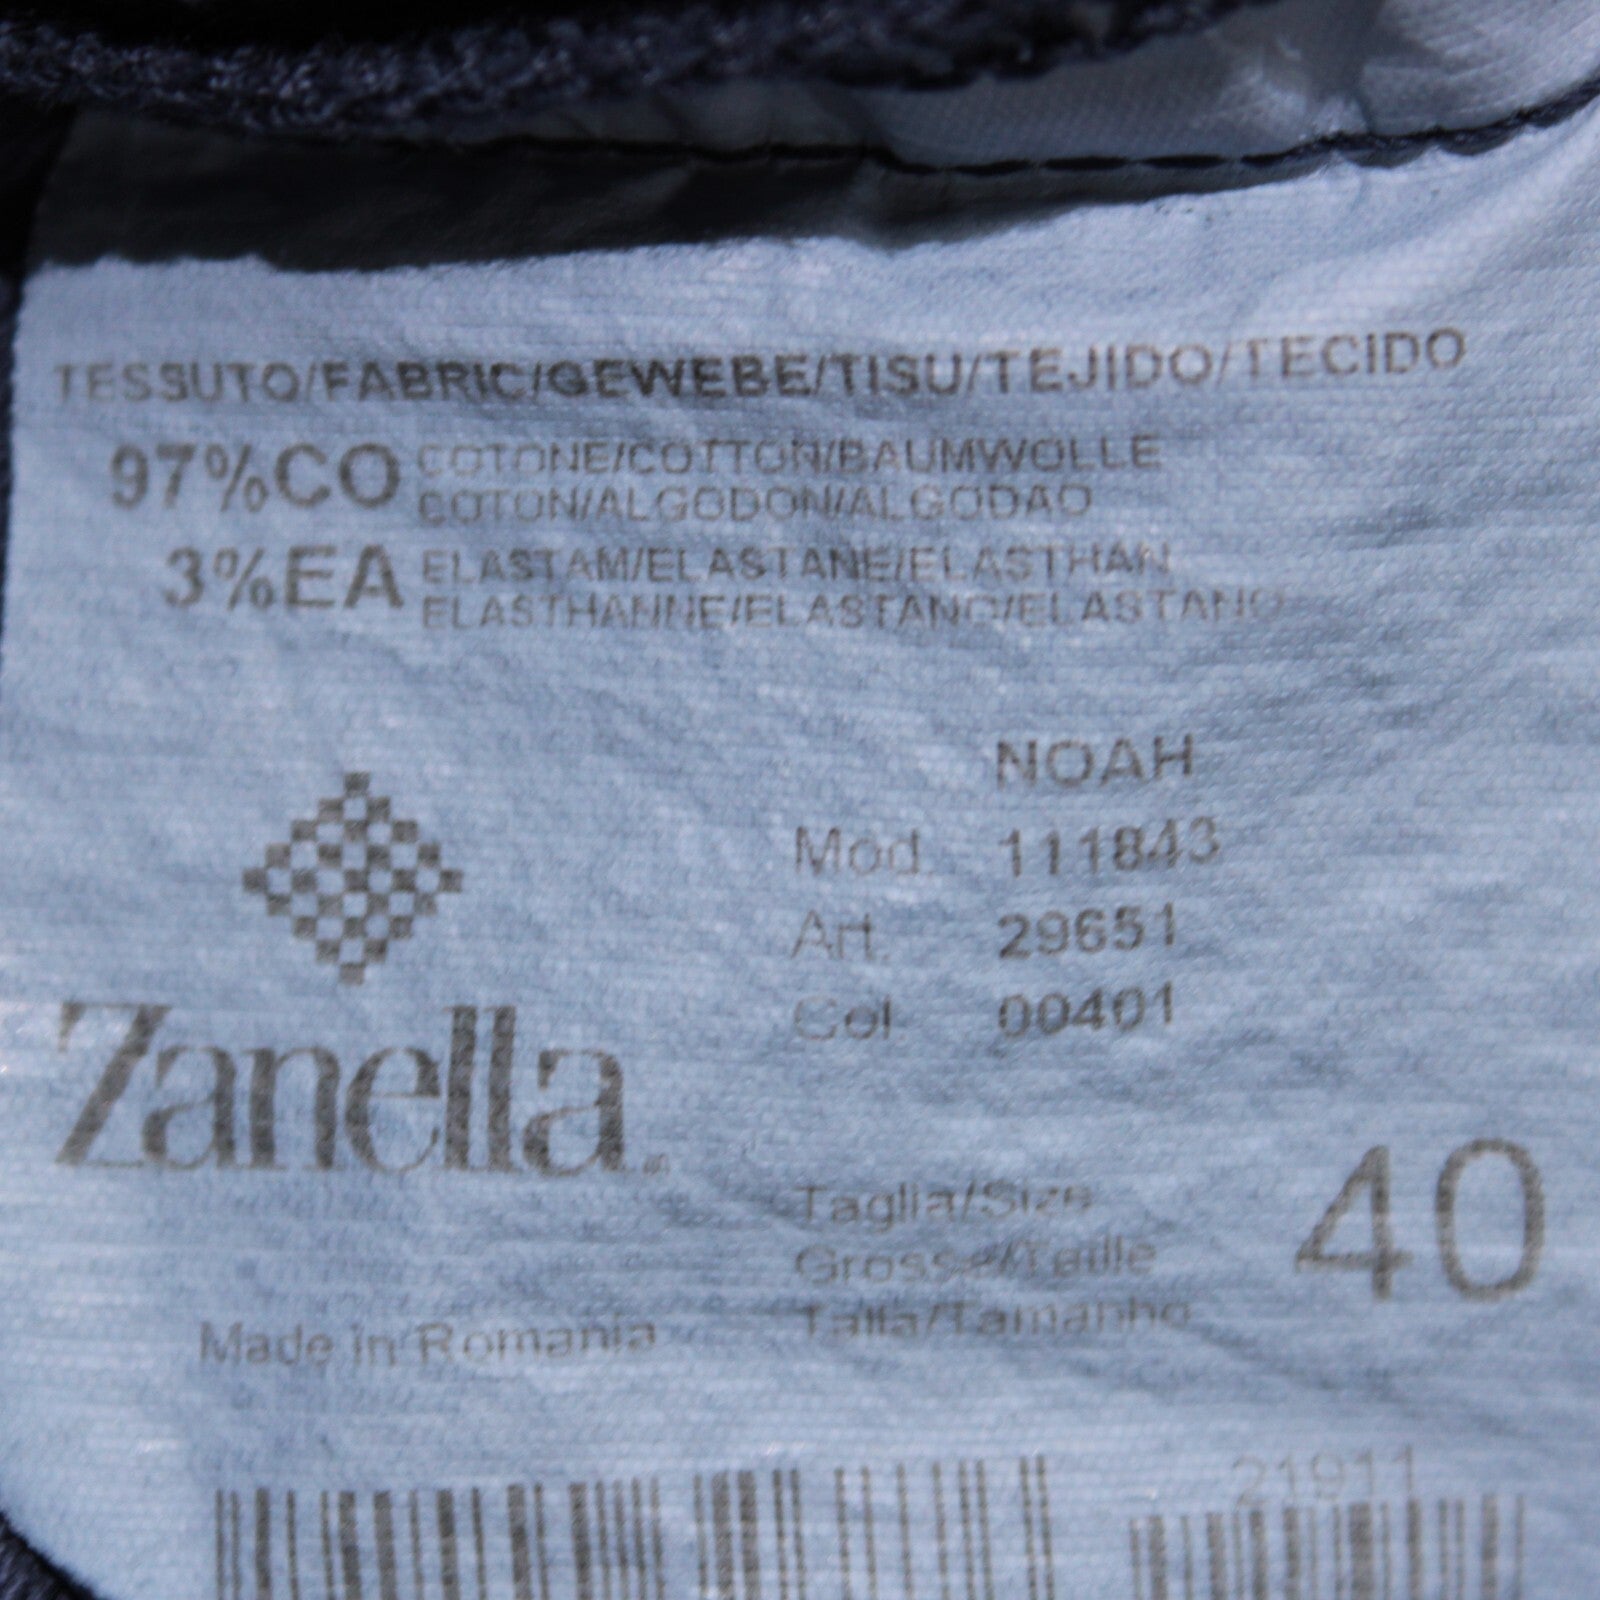 TESSUTO/FABRIC/GEWEBE/TISU/TEJIDO/TECIDO
97%CO COTONE/COTTON/BAUMWOLLE
COTON/ALGODON/ALGODAO
3%EA ELASTAM/ELASTANE/ELASTHAN
ELASTHANNE/ELASTANO/ELASTANO
NOAH
Mod. 111843
Art. 29651
Col. 00401
Zanella
Taglia/Size
Grosse/Taille
Talla/Tamanho
40
Made in Romania
21911